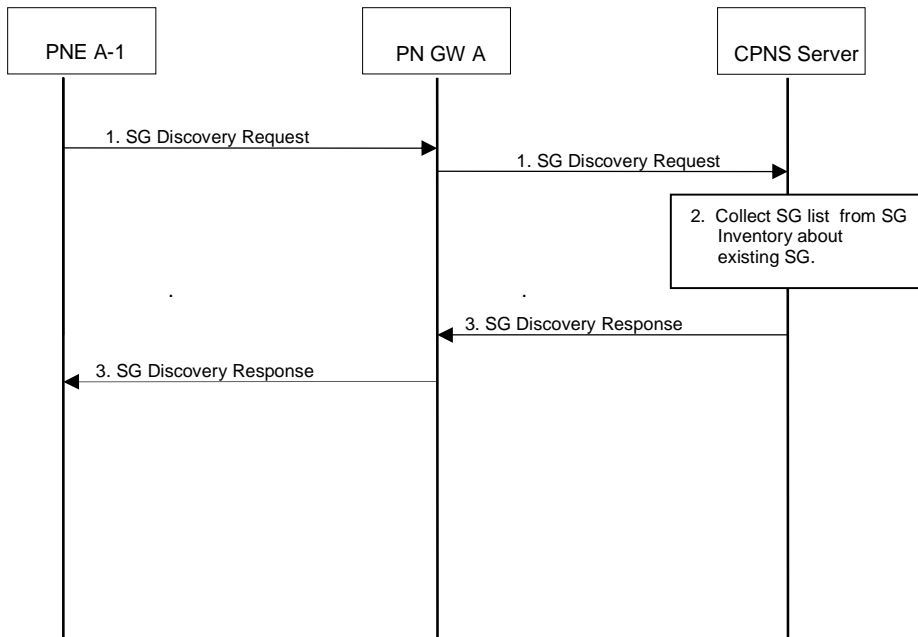 PNE A-1
PN GW A
CPNS Server
1. SG Discovery Request
1. SG Discovery Request
2. Collect SG list from SG
Inventory about
existing SG.
.
.
3. SG Discovery Response
3. SG Discovery Response